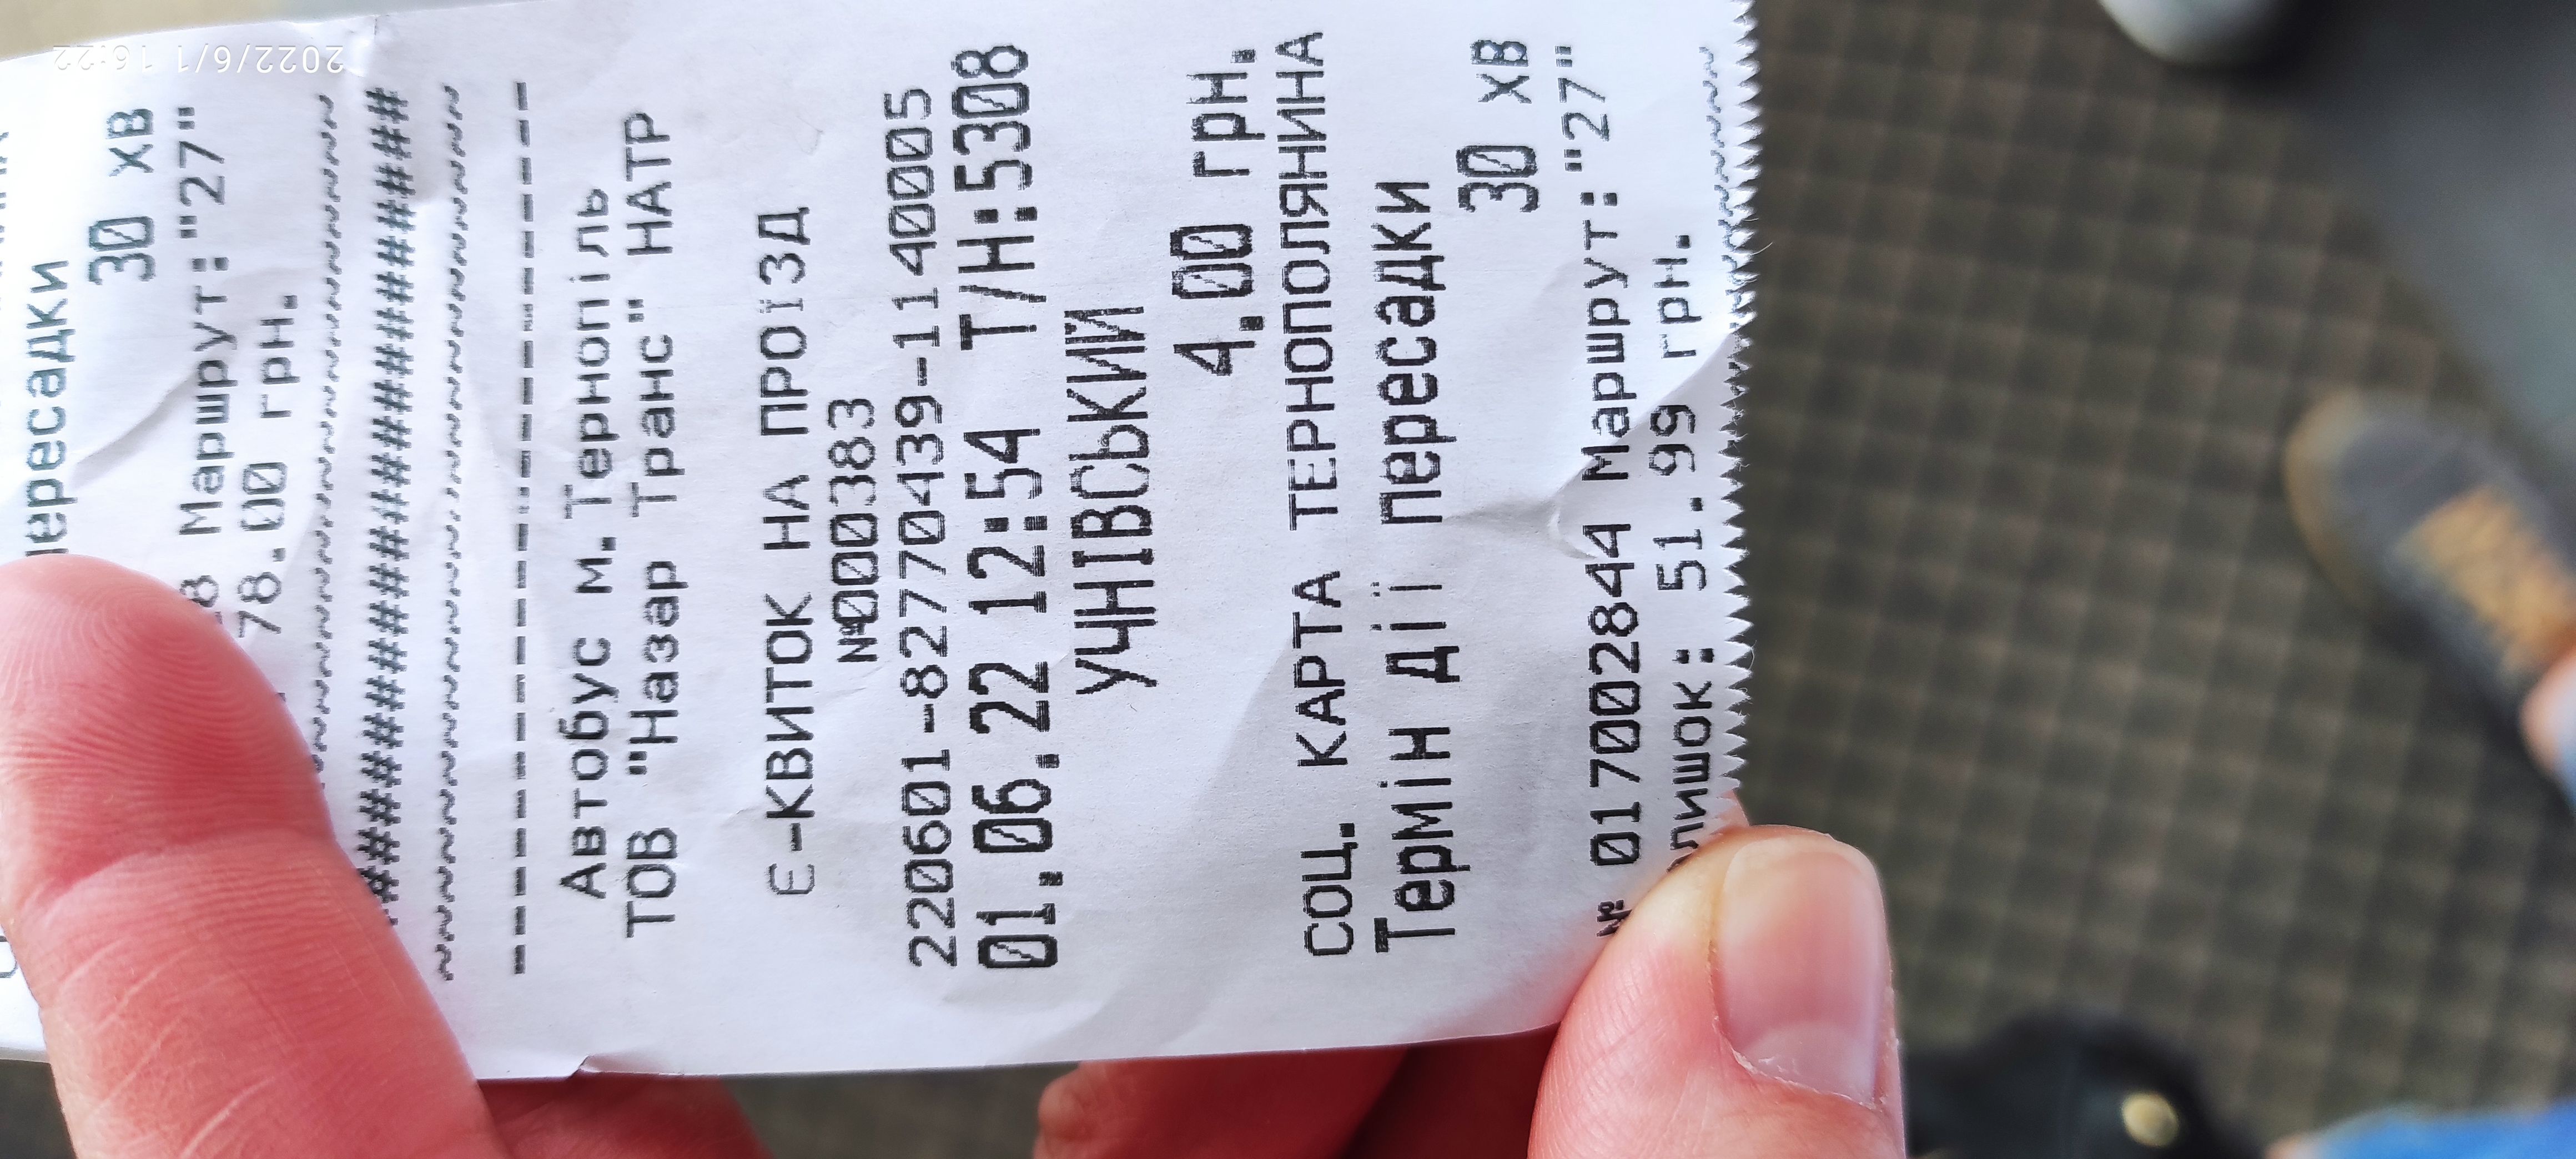 пересадки
30 ХВ
Маршрут:"27"
78.00 грн.
~~~~~~~~~~~~~~~~~~~~~~~~
########################
~~~~~~~~~~~~~~~~~~~~~~~~
------------------------
Автобус м. Тернопіль
ТОВ "Назар Транс" НАТР
Є-КВИТОК НА ПРОЇЗД
№000383
220601-82770439-1140005
01.06.22 12:54 Т/Н:5308
УЧНІВСЬКИЙ
4.00 грн.
СОЦ. КАРТА ТЕРНОПОЛЯНИНА
Термін дії пересадки
30 ХВ
№ 017002844 Маршрут:"27"
51.99 грн.
2022/6/1 16:22